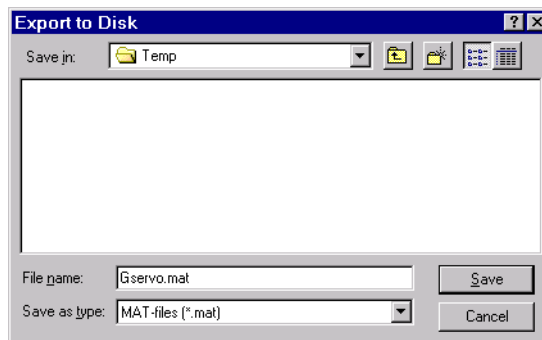 Export to Disk
Save in: Temp
File name: Gservo.mat Save
Save as type: MAT-files (*.mat) Cancel